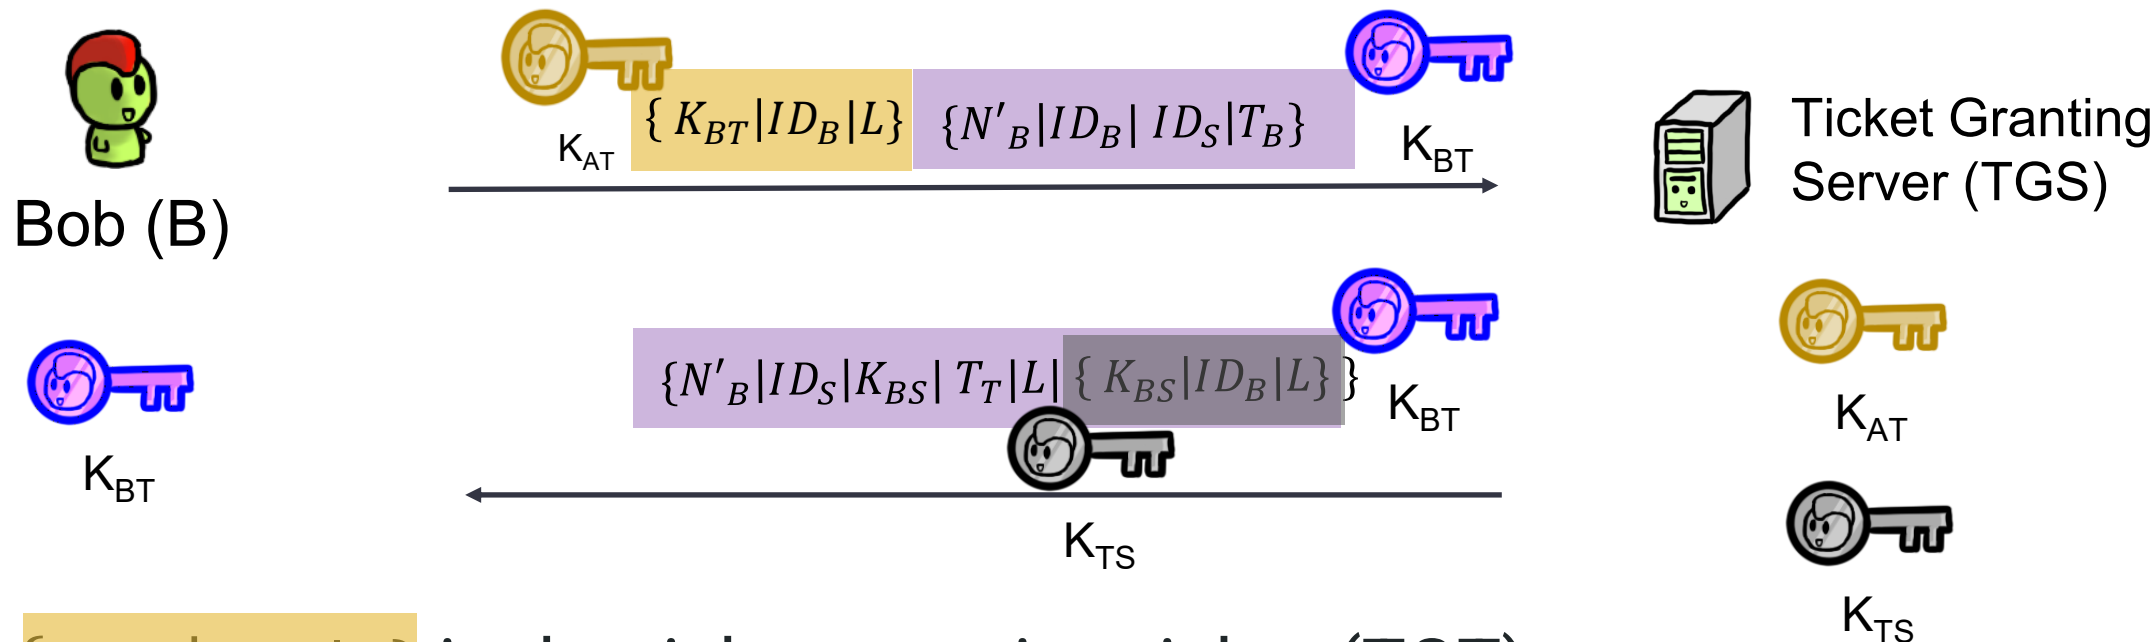 { K_BT|ID_B|L} {N'_B|ID_B| ID_S|T_B}
K_AT
K_BT
Ticket Granting
Server (TGS)
Bob (B)
{N'_B|ID_S|K_BS| T_T|L| { K_BS|ID_B|L} }
K_BT
K_AT
K_BT
K_TS
K_TS